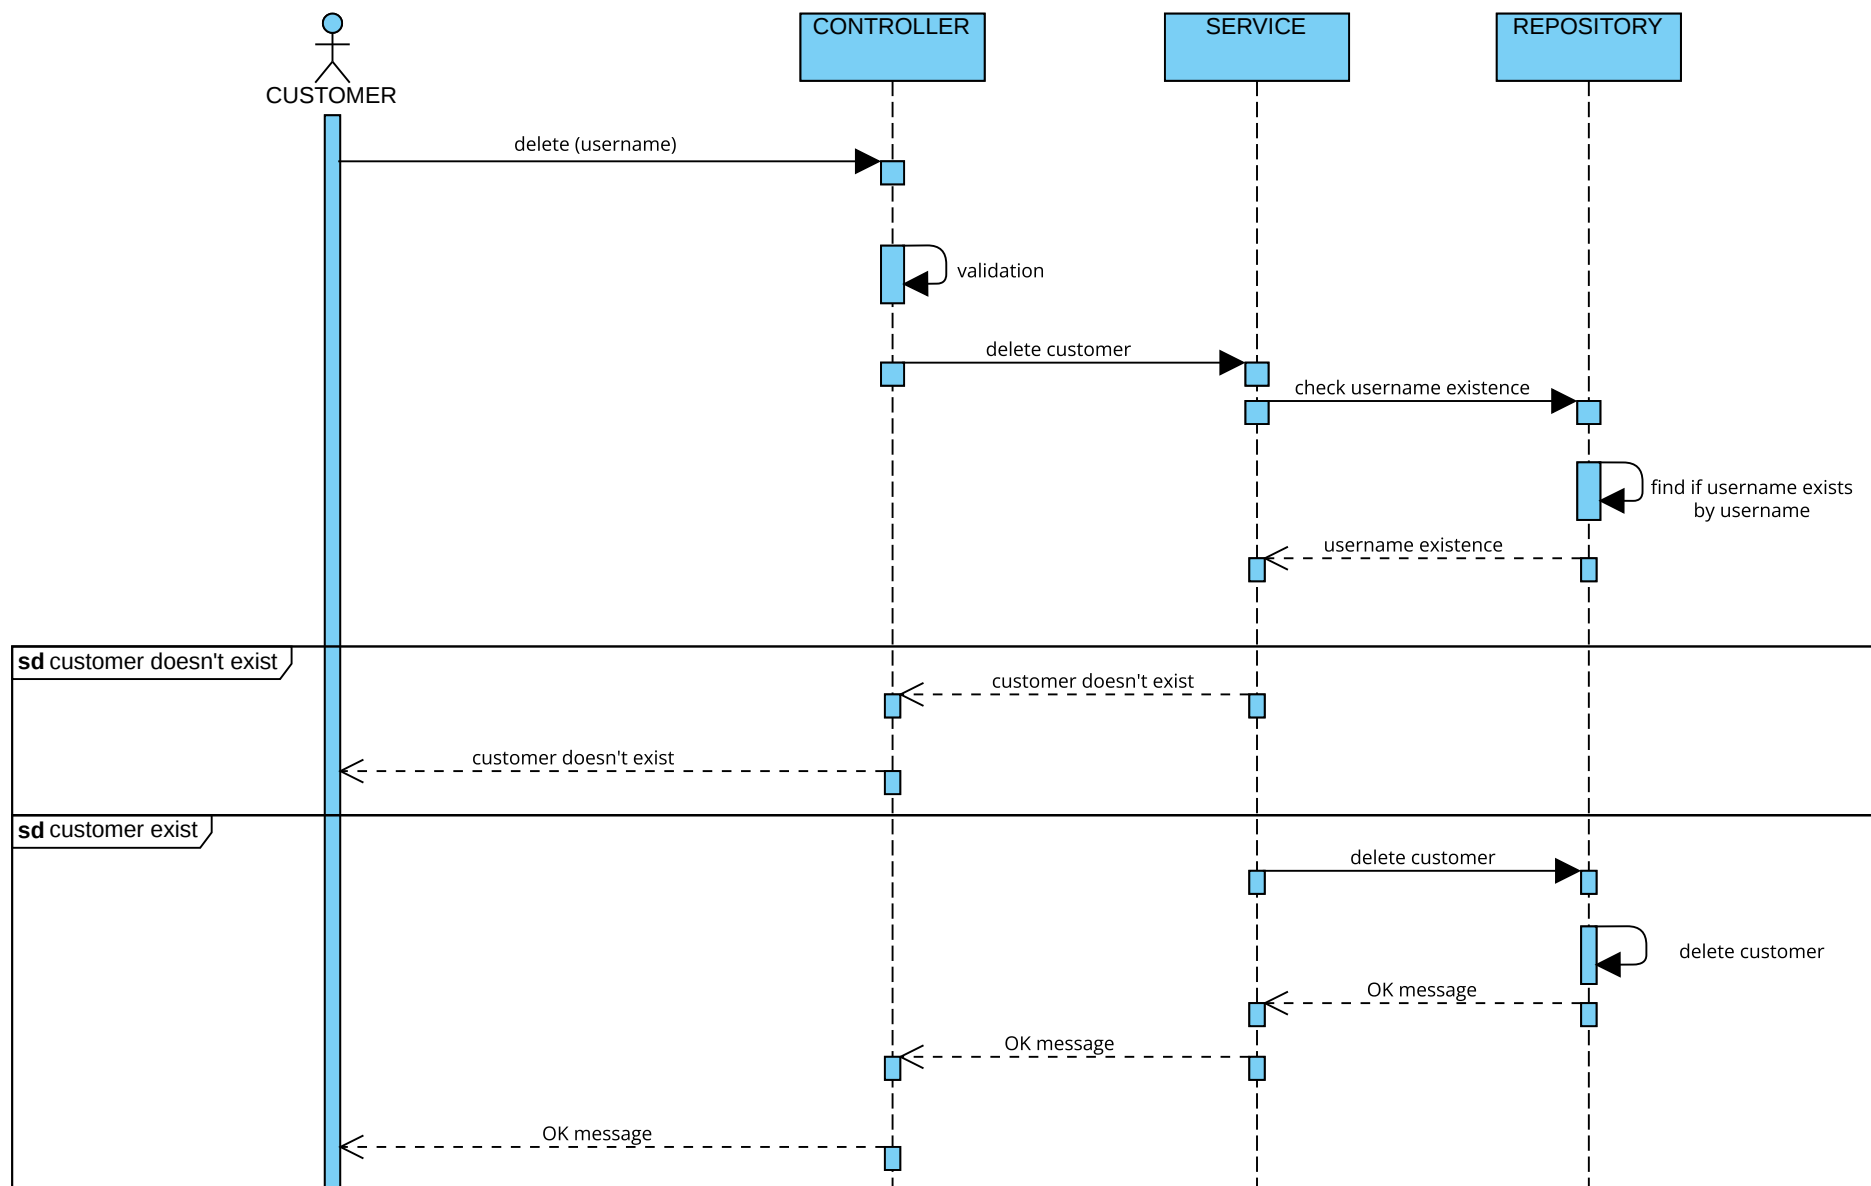 CUSTOMER
CONTROLLER
SERVICE
REPOSITORY
delete (username)
validation
delete customer
check username existence
find if username exists
by username
username existence
sd customer doesn't exist
customer doesn't exist
customer doesn't exist
sd customer exist
delete customer
delete customer
OK message
OK message
OK message